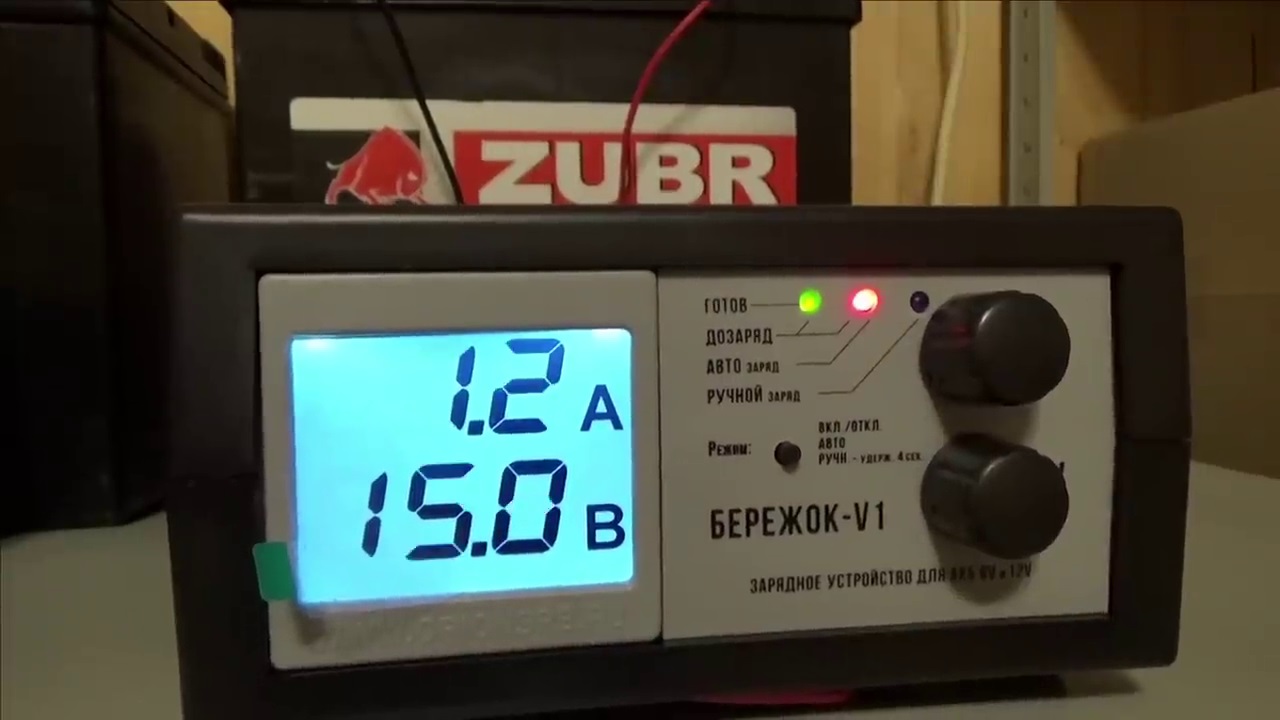 ZUBR
1.2 A
15.0 В
ГОТОВ
ДОЗАРЯД
АВТО ЗАРЯД
РУЧНОЙ ЗАРЯД
ВКЛ./ОТКЛ.
Режим: АВТО
РУЧН. - УДЕРЖ. 4 СЕК.
БЕРЕЖОК-V1
ЗАРЯДНОЕ УСТРОЙСТВО ДЛЯ АКБ 6V и 12V